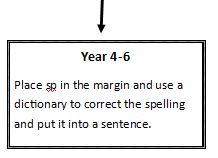 Year 4-6
Place sp in the margin and use a
dictionary to correct the spelling
and put it into a sentence.